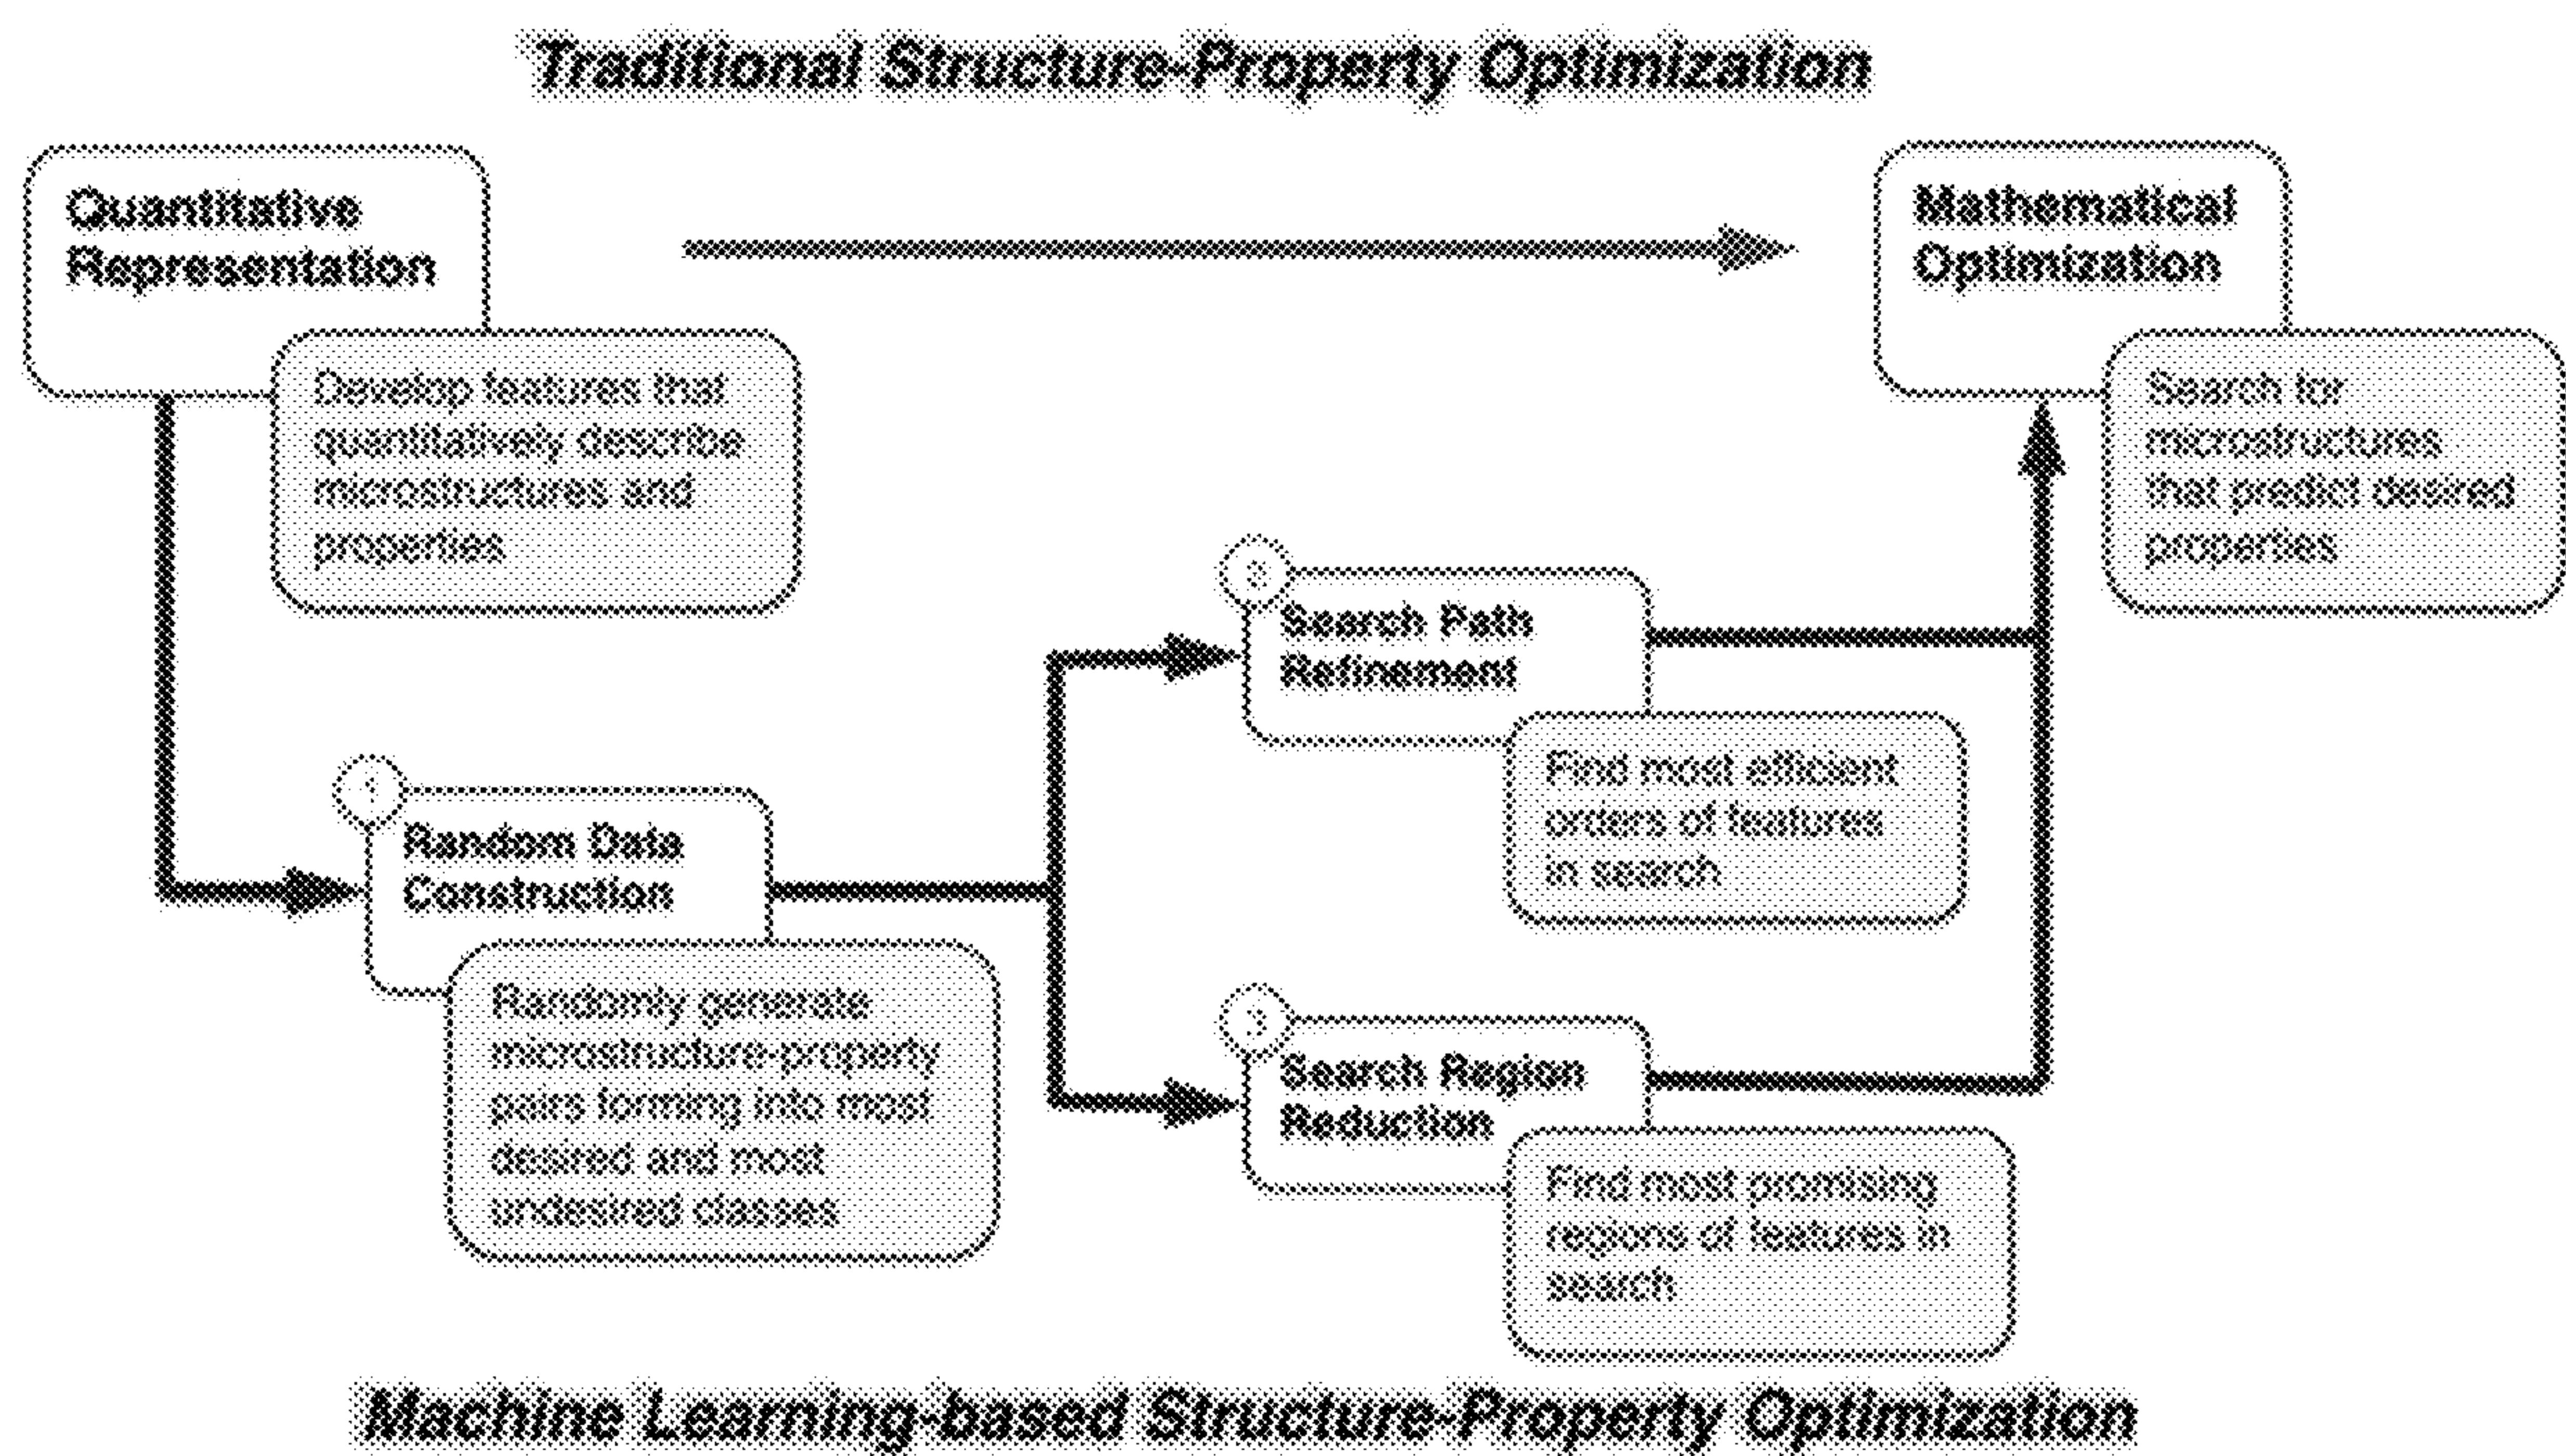 Traditional Structure-Property Optimization
Quantitative
Representation
Develop features that
quantitatively describe
microstructures and
properties
Mathematical
Optimization
Search for
microstructures
that predict desired
properties
1
Random Data
Construction
Randomly generate
microstructure-property
pairs forming into most
desired and most
undesired classes
2
Search Path
Refinement
Find most efficient
orders of features
in search
3
Search Region
Reduction
Find most promising
regions of features in
search
Machine Learning-based Structure-Property Optimization